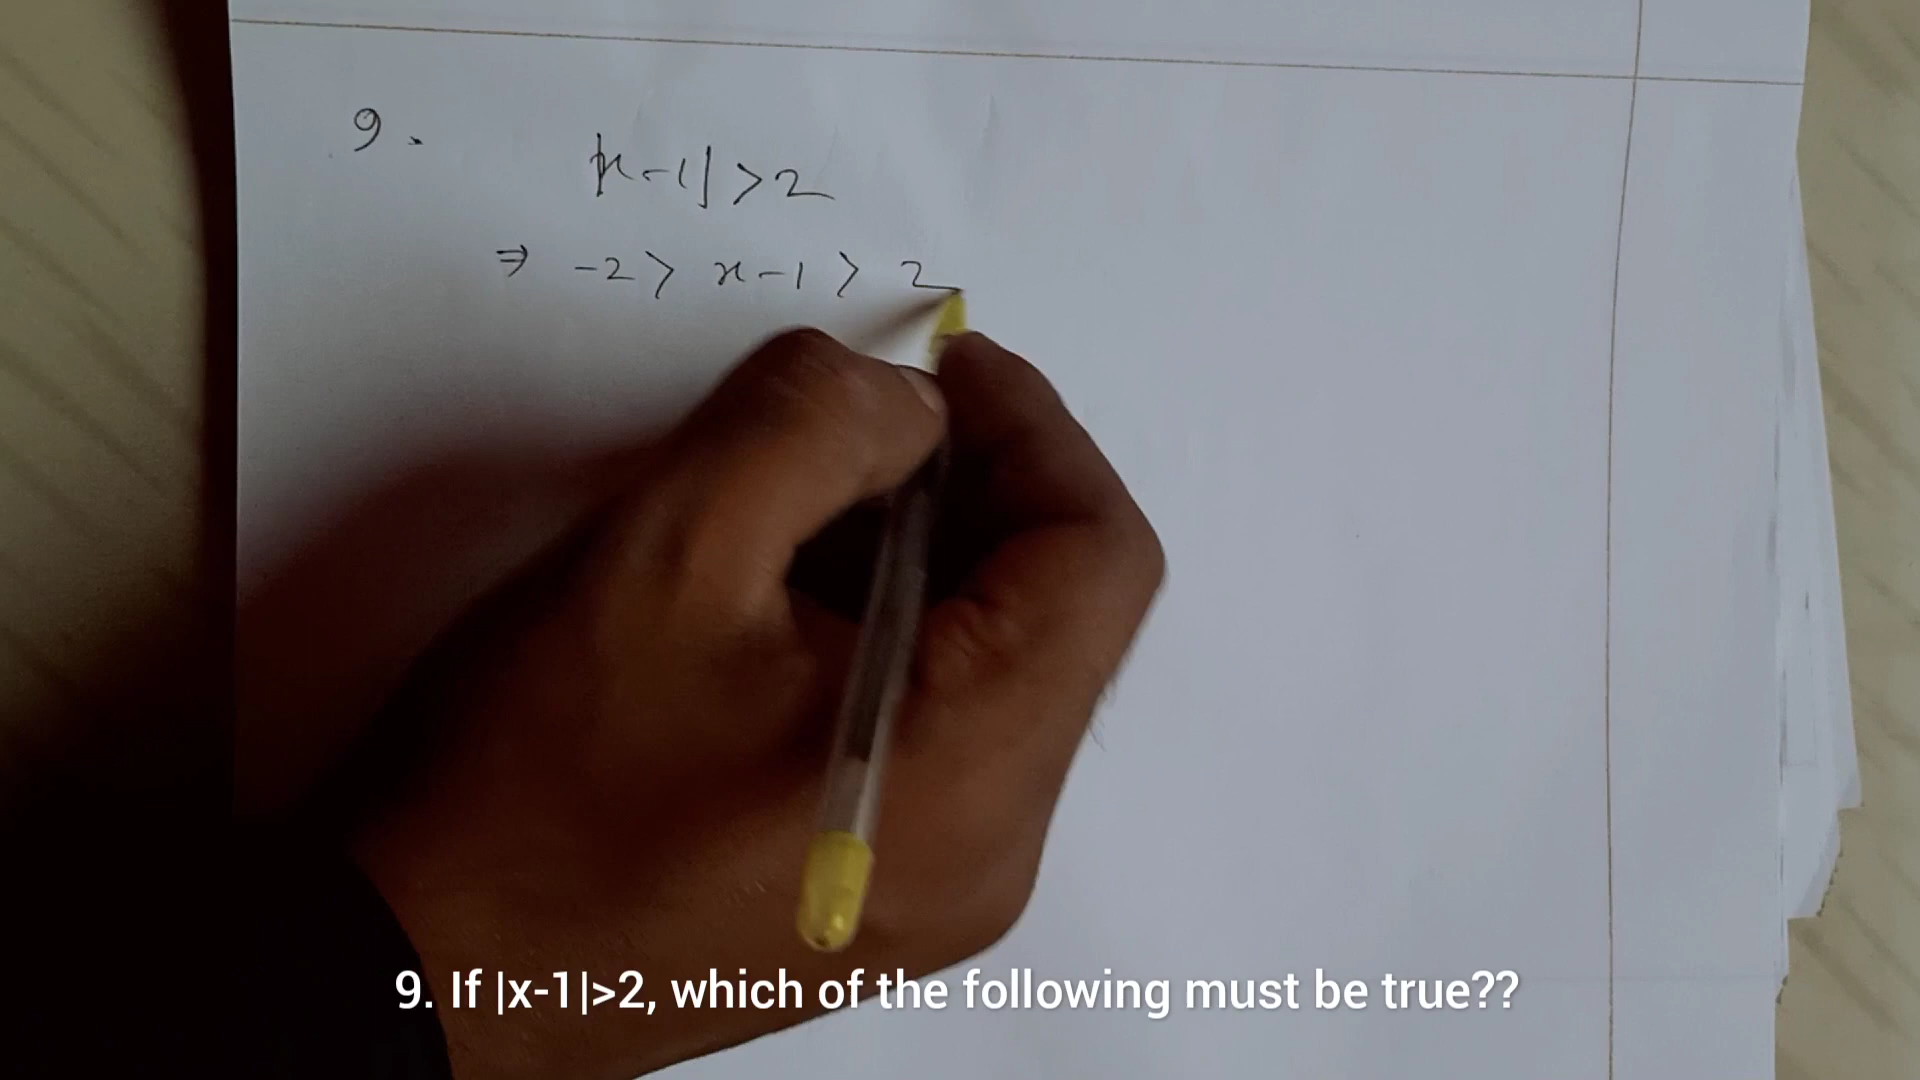 9.
|x-1|>2
⇒ -2> x-1 > 2
9. If |x-1|>2, which of the following must be true??